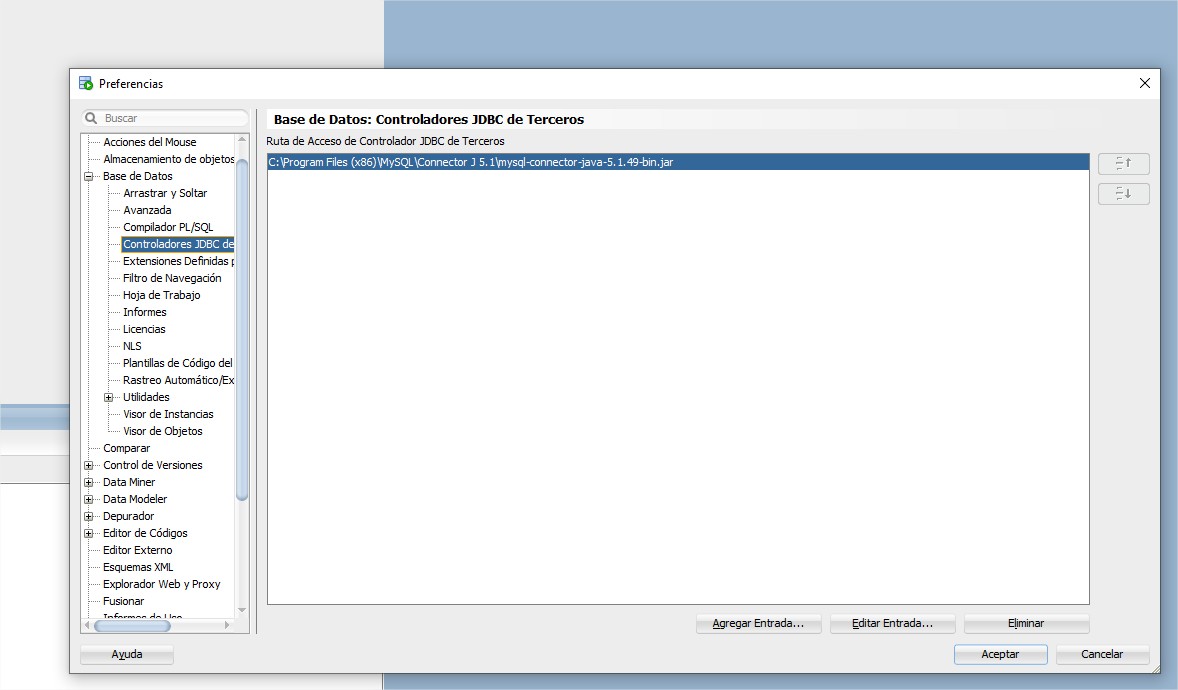 Preferencias
Buscar
Acciones del Mouse
Almacenamiento de objetos
Base de Datos
Arrastrar y Soltar
Avanzada
Compilador PL/SQL
Controladores JDBC de
Extensiones Definidas p
Filtro de Navegación
Hoja de Trabajo
Informes
Licencias
NLS
Plantillas de Código del
Rastreo Automático/Ex
Utilidades
Visor de Instancias
Visor de Objetos
Comparar
Control de Versiones
Data Miner
Data Modeler
Depurador
Editor de Códigos
Editor Externo
Esquemas XML
Explorador Web y Proxy
Fusionar
Informes de Uso
Base de Datos: Controladores JDBC de Terceros
Ruta de Acceso de Controlador JDBC de Terceros
C:\Program Files (x86)\MySQL\Connector J 5.1\mysql-connector-java-5.1.49-bin.jar
Agregar Entrada...
Editar Entrada...
Eliminar
Ayuda
Aceptar
Cancelar